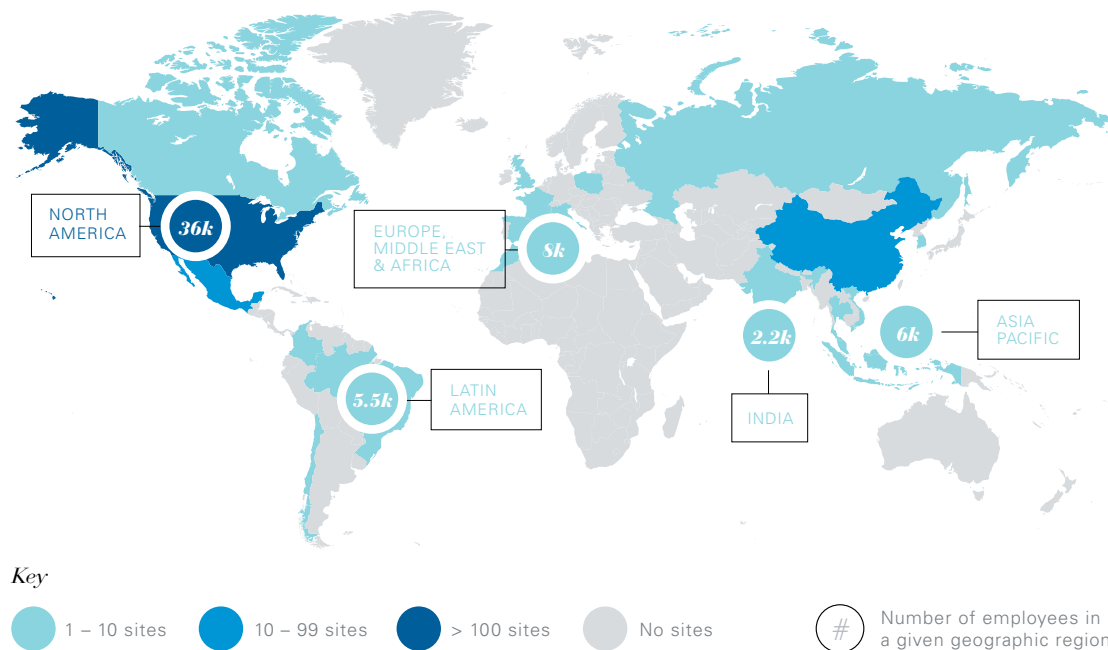 NORTH
AMERICA
36k
EUROPE,
MIDDLE EAST
& AFRICA
8k
2.2k
6k
ASIA
PACIFIC
5.5k
LATIN
AMERICA
INDIA
Key
1 – 10 sites
10 – 99 sites
> 100 sites
No sites
#
Number of employees in
a given geographic region